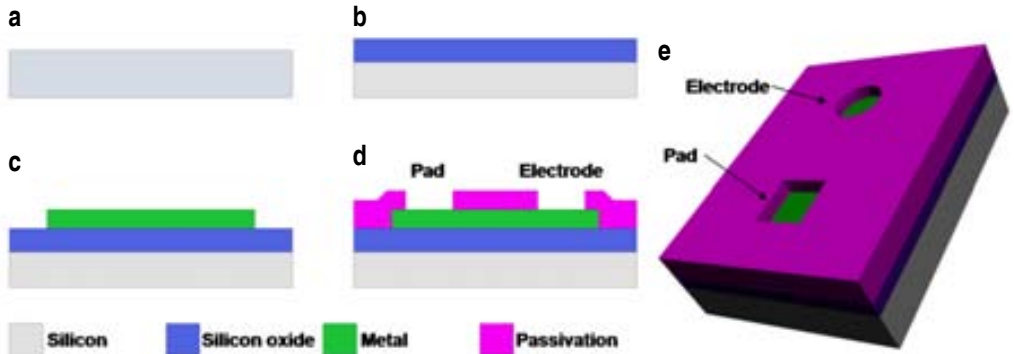 a
b
e
Electrode
Pad
c
d
Pad Electrode
Silicon Silicon oxide Metal Passivation